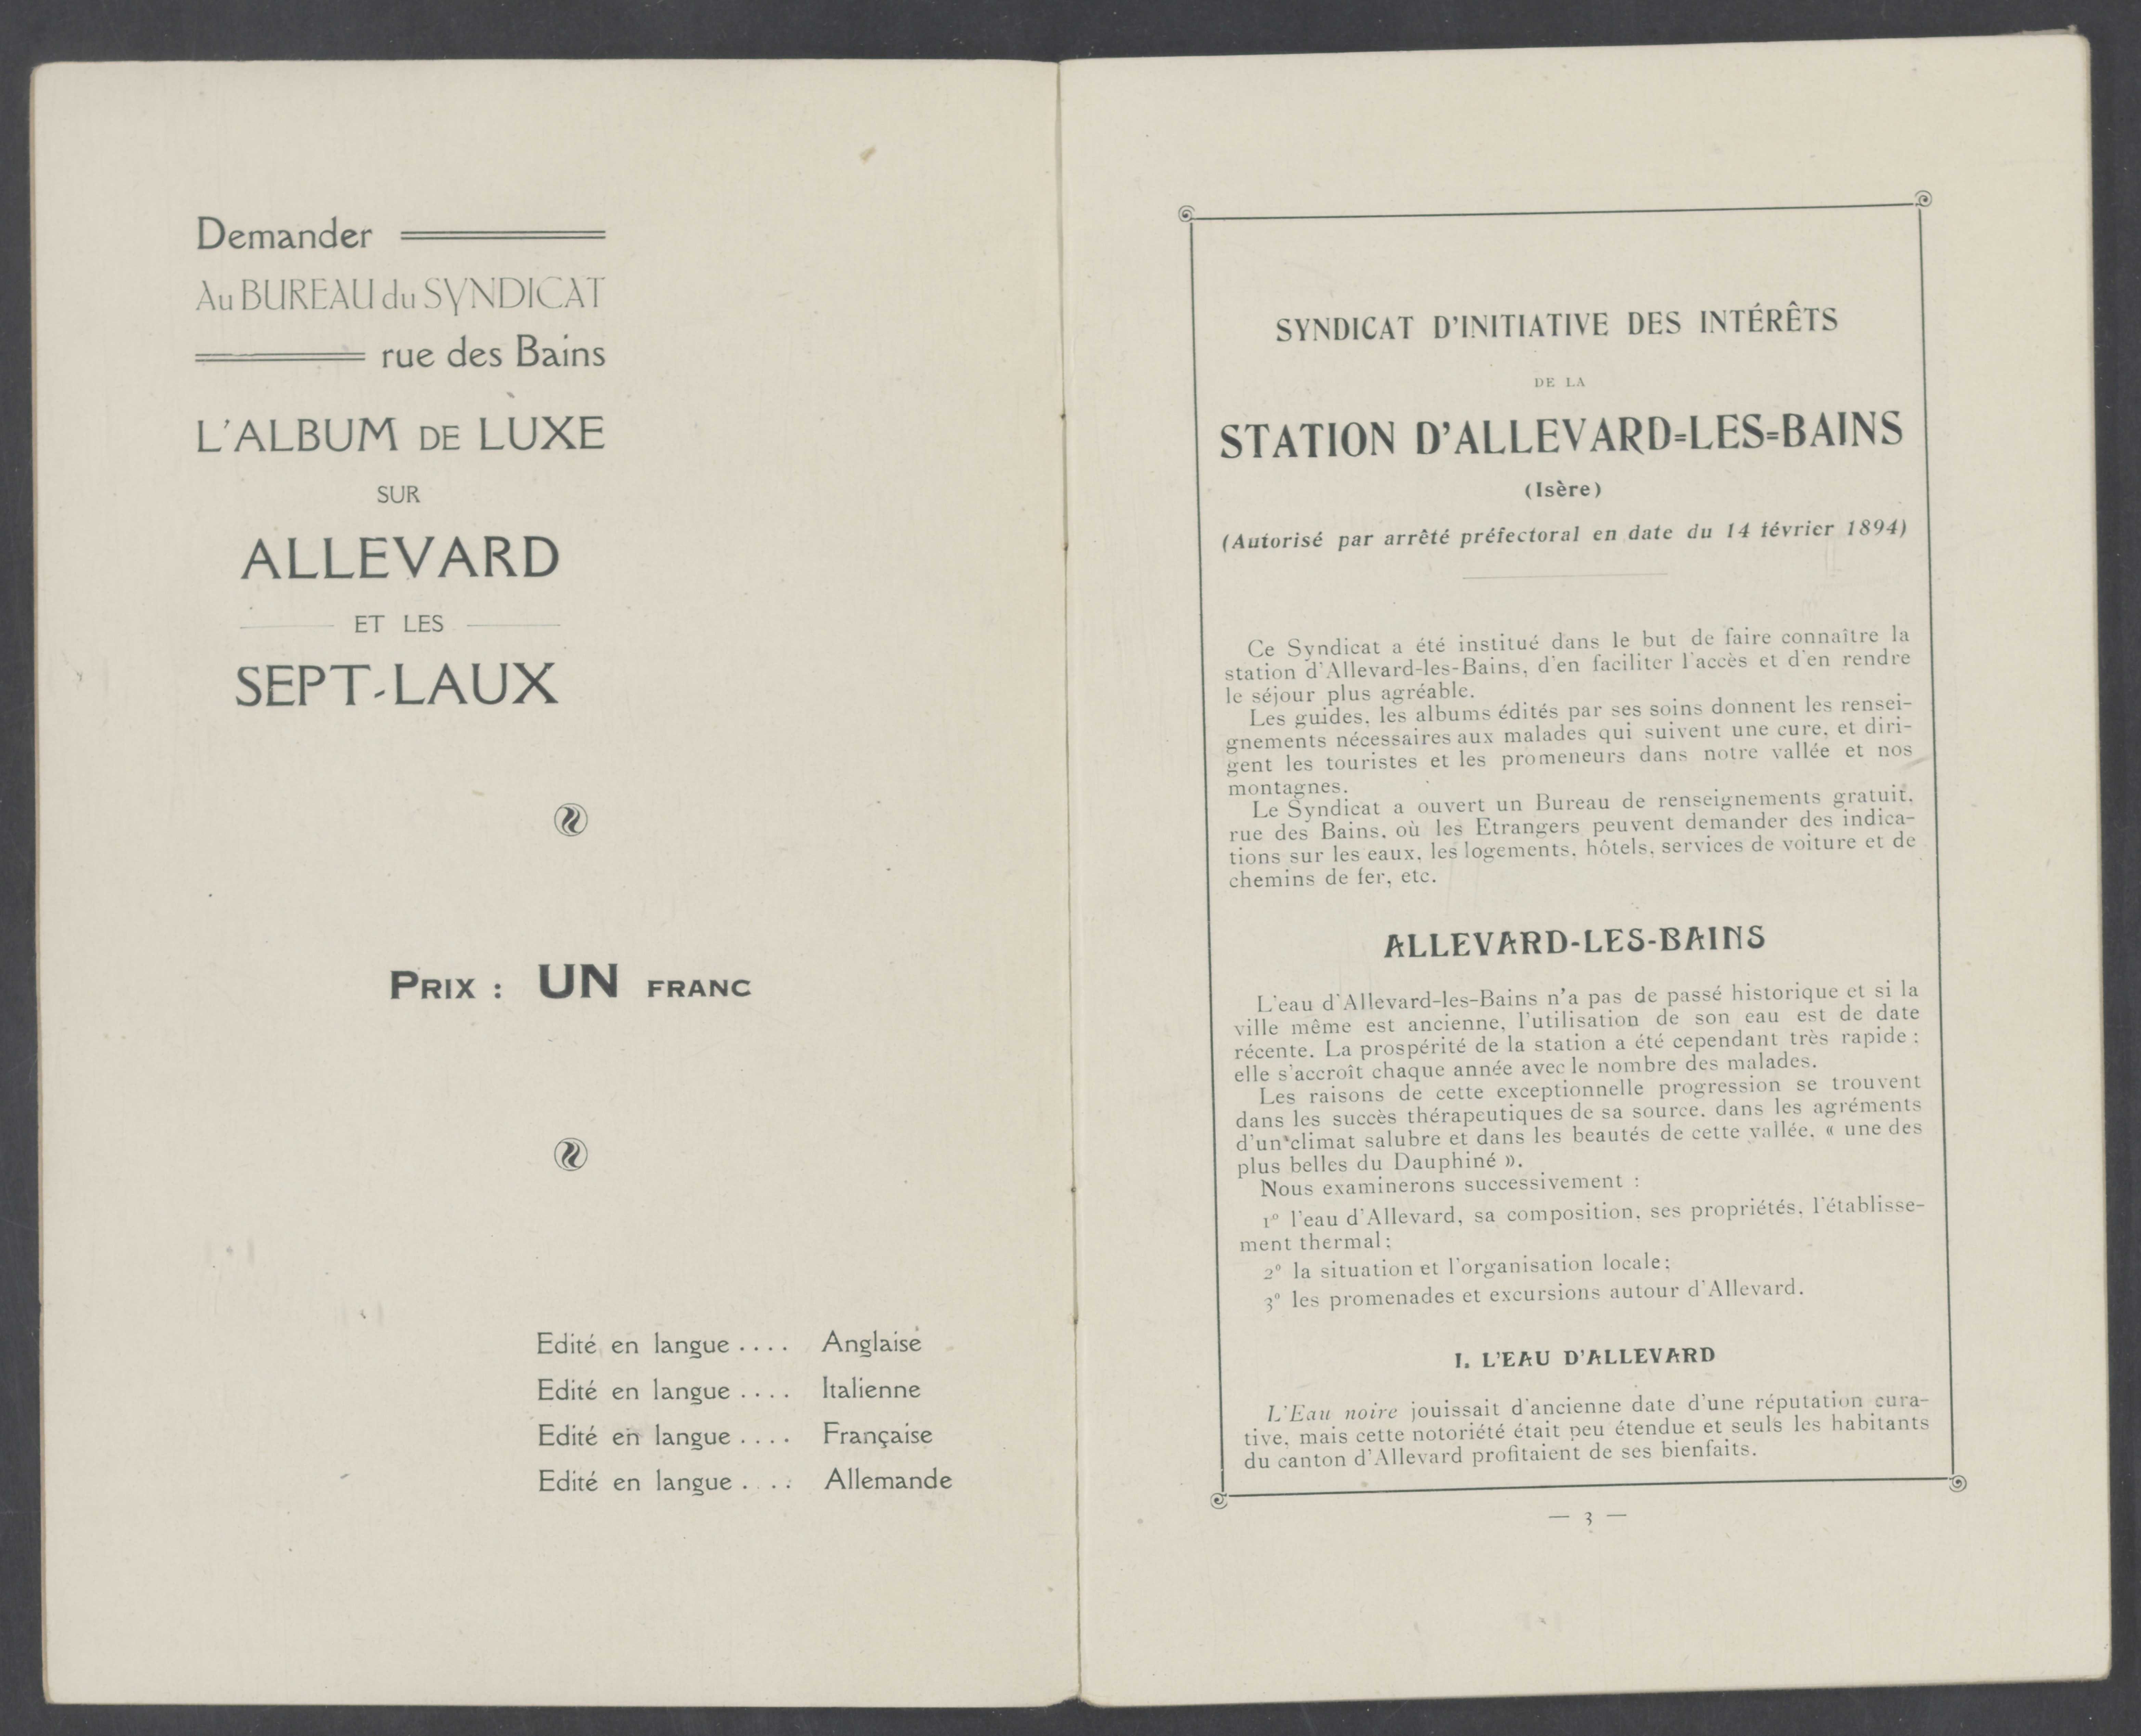 Demander
Au BUREAU du SYNDICAT
rue des Bains
L'ALBUM DE LUXE
SUR
ALLEVARD
ET LES
SEPT-LAUX
PRIX : UN FRANC
Edité en langue .... Anglaise
Edité en langue .... Italienne
Edité en langue .... Française
Edité en langue .... Allemande
SYNDICAT D'INITIATIVE DES INTÉRÊTS
DE LA
STATION D'ALLEVARD=LES=BAINS
(Isère)
(Autorisé par arrêté préfectoral en date du 14 février 1894)
Ce Syndicat a été institué dans le but de faire connaître la
station d'Allevard-les-Bains, d'en faciliter l'accès et d'en rendre
le séjour plus agréable.
Les guides, les albums édités par ses soins donnent les rensei-
gnements nécessaires aux malades qui suivent une cure, et diri-
gent les touristes et les promeneurs dans notre vallée et nos
montagnes.
Le Syndicat a ouvert un Bureau de renseignements gratuit,
rue des Bains, où les Etrangers peuvent demander des indica-
tions sur les eaux, les logements, hôtels, services de voiture et de
chemins de fer, etc.
ALLEVARD-LES-BAINS
L'eau d'Allevard-les-Bains n'a pas de passé historique et si la
ville même est ancienne, l'utilisation de son eau est de date
récente. La prospérité de la station a été cependant très rapide ;
elle s'accroît chaque année avec le nombre des malades.
Les raisons de cette exceptionnelle progression se trouvent
dans les succès thérapeutiques de sa source, dans les agréments
d'un climat salubre et dans les beautés de cette vallée, « une des
plus belles du Dauphiné ».
Nous examinerons successivement :
1º l'eau d'Allevard, sa composition, ses propriétés, l'établisse-
ment thermal ;
2º la situation et l'organisation locale ;
3º les promenades et excursions autour d'Allevard.
I. L'EAU D'ALLEVARD
L'Eau noire jouissait d'ancienne date d'une réputation cura-
tive, mais cette notoriété était peu étendue et seuls les habitants
du canton d'Allevard profitaient de ses bienfaits.
— 3 —